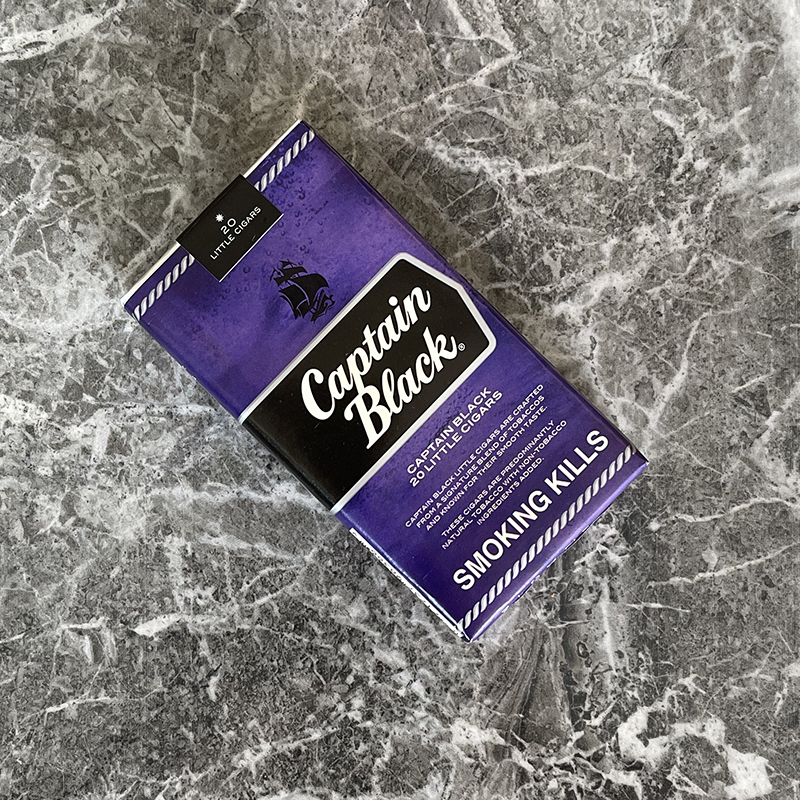 20
LITTLE CIGARS
Captain
Black®
CAPTAIN BLACK
20 LITTLE CIGARS
CAPTAIN BLACK LITTLE CIGARS ARE CRAFTED
FROM A SIGNATURE BLEND OF TOBACCOS
AND KNOWN FOR THEIR SMOOTH TASTE.
THESE CIGARS ARE PREDOMINANTLY
NATURAL TOBACCO WITH NON-TOBACCO
INGREDIENTS ADDED.
SMOKING KILLS